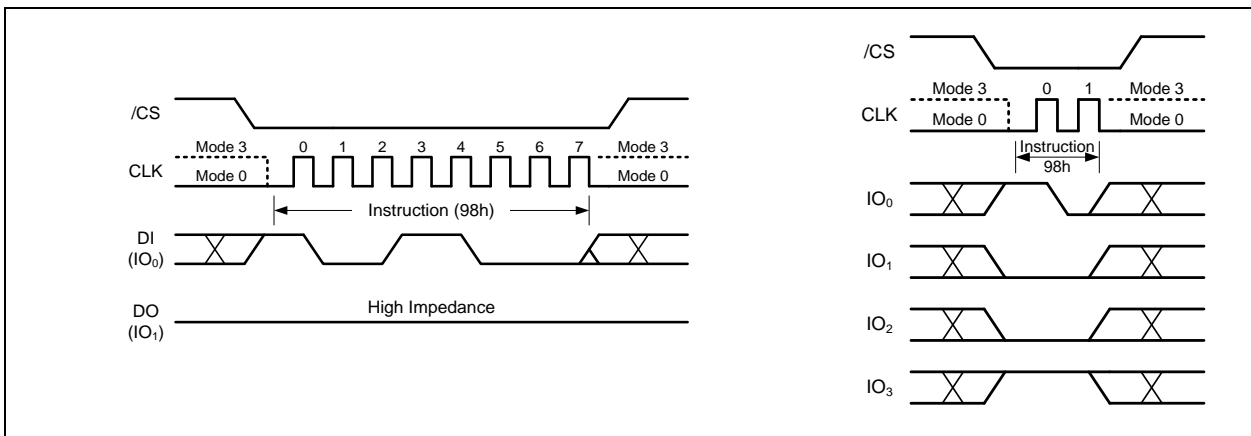 /CS
Mode 3 0 1 2 3 4 5 6 7 Mode 3
CLK Mode 0 Mode 0
Instruction (98h)
DI
(IO₀)
High Impedance
DO
(IO₁)
/CS
Mode 3 0 1 Mode 3
CLK Mode 0 Mode 0
Instruction
98h
IO₀
IO₁
IO₂
IO₃